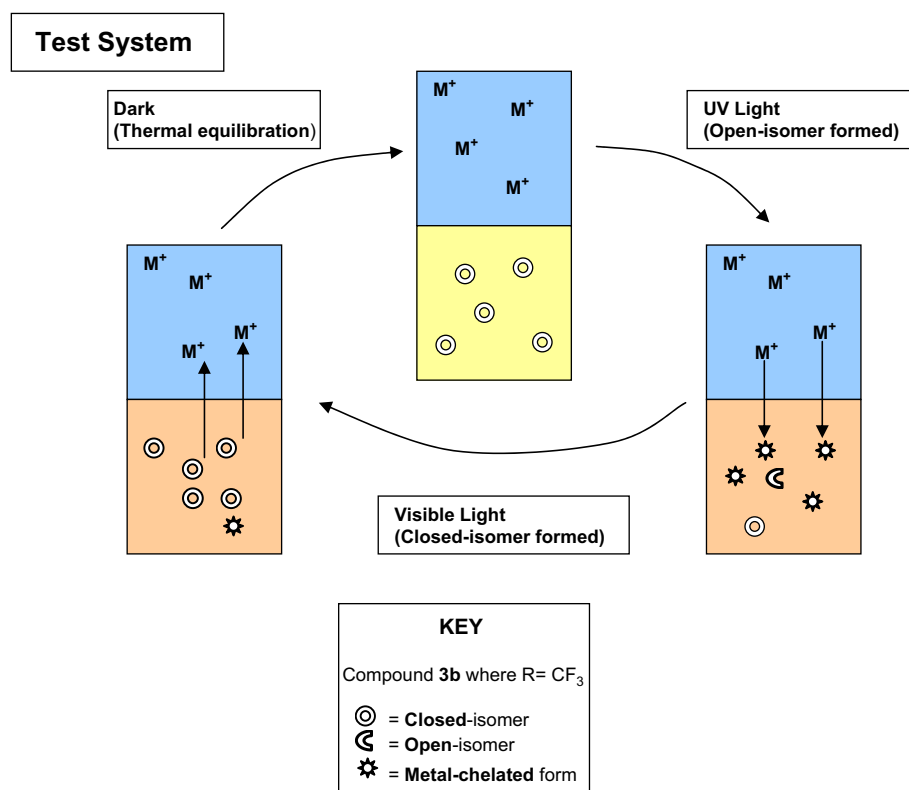 Test System
Dark
(Thermal equilibration)
UV Light
(Open-isomer formed)
M⁺
M⁺
M⁺
M⁺
M⁺
M⁺
M⁺
M⁺
M⁺
M⁺
M⁺
M⁺
Visible Light
(Closed-isomer formed)
KEY
Compound 3b where R= CF₃
= Closed-isomer
= Open-isomer
= Metal-chelated form